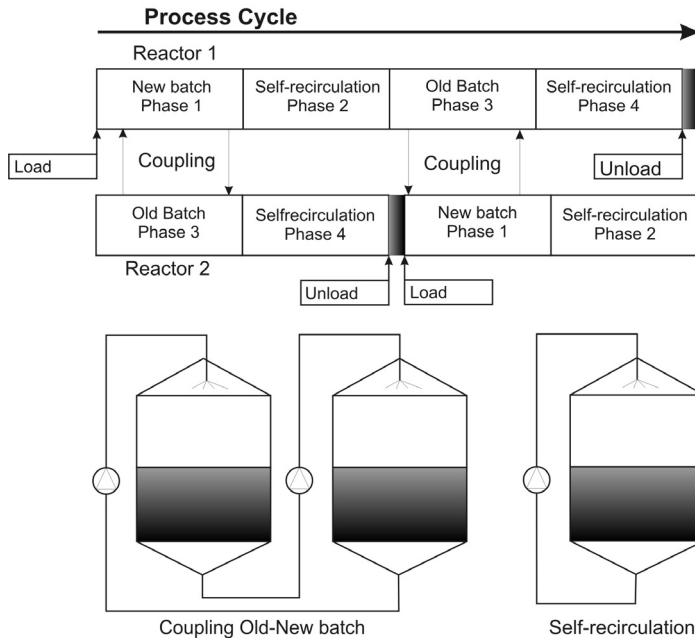 Process Cycle
Reactor 1
New batch
Phase 1
Self-recirculation
Phase 2
Old Batch
Phase 3
Self-recirculation
Phase 4
Load
Coupling
Coupling
Unload
Old Batch
Phase 3
Selfrecirculation
Phase 4
New batch
Phase 1
Self-recirculation
Phase 2
Reactor 2
Unload
Load
Coupling Old-New batch
Self-recirculation